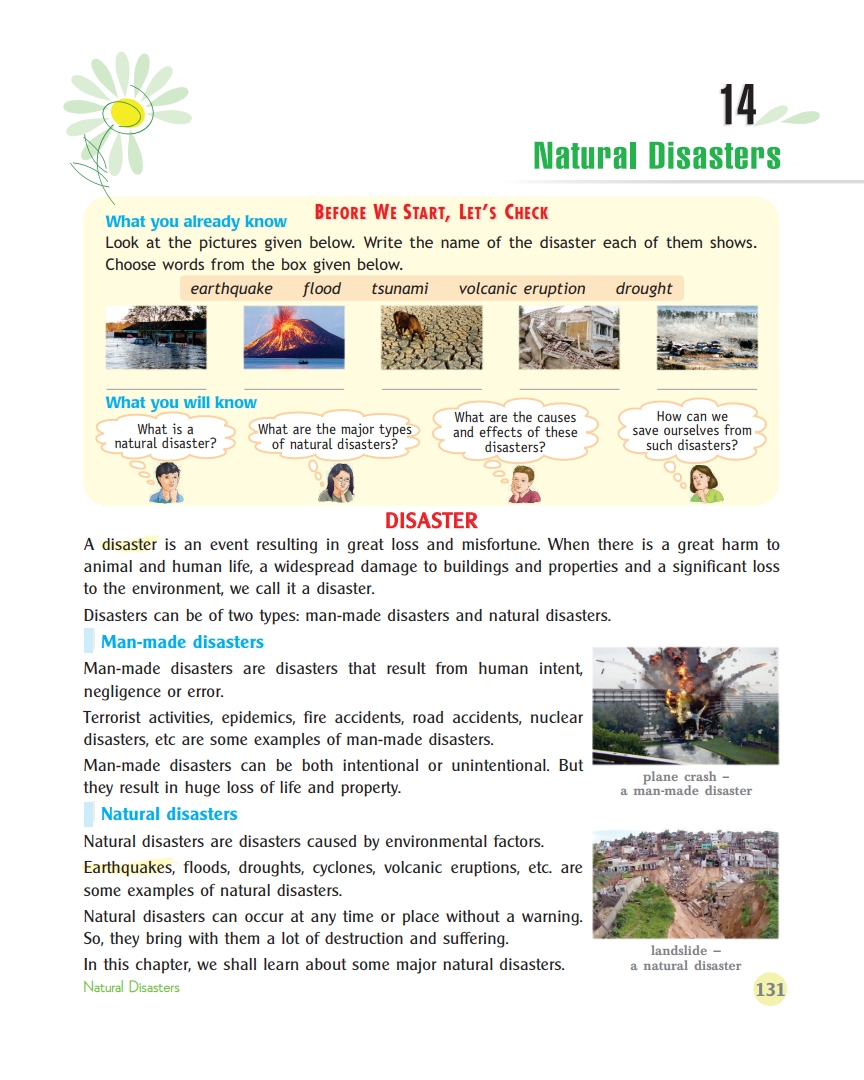 14
Natural Disasters
BEFORE WE START, LET'S CHECK
What you already know
Look at the pictures given below. Write the name of the disaster each of them shows.
Choose words from the box given below.
earthquake flood tsunami volcanic eruption drought
What you will know
What is a
natural disaster?
What are the major types
of natural disasters?
What are the causes
and effects of these
disasters?
How can we
save ourselves from
such disasters?
DISASTER
A disaster is an event resulting in great loss and misfortune. When there is a great harm to
animal and human life, a widespread damage to buildings and properties and a significant loss
to the environment, we call it a disaster.
Disasters can be of two types: man-made disasters and natural disasters.
Man-made disasters
Man-made disasters are disasters that result from human intent,
negligence or error.
Terrorist activities, epidemics, fire accidents, road accidents, nuclear
disasters, etc are some examples of man-made disasters.
Man-made disasters can be both intentional or unintentional. But
they result in huge loss of life and property.
plane crash –
a man-made disaster
Natural disasters
Natural disasters are disasters caused by environmental factors.
Earthquakes, floods, droughts, cyclones, volcanic eruptions, etc. are
some examples of natural disasters.
Natural disasters can occur at any time or place without a warning.
So, they bring with them a lot of destruction and suffering.
In this chapter, we shall learn about some major natural disasters.
landslide –
a natural disaster
Natural Disasters
131